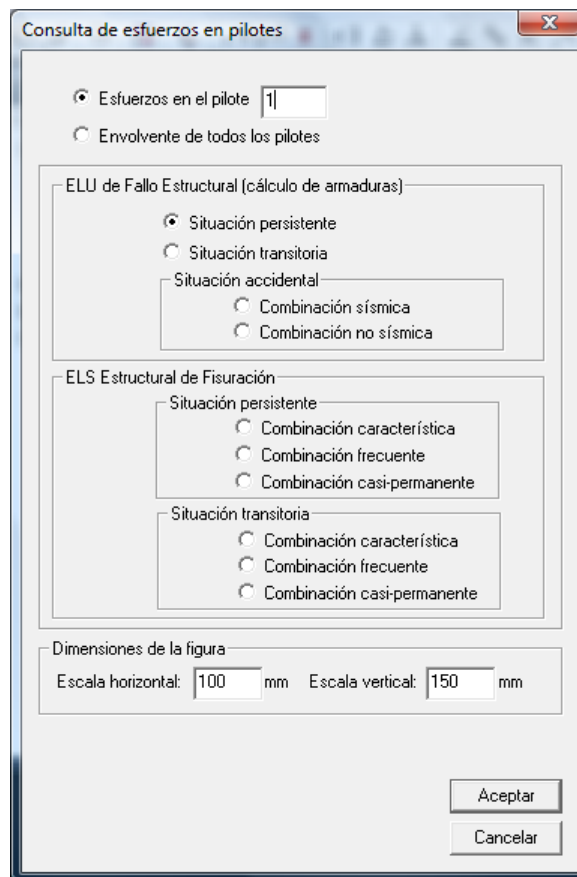 Consulta de esfuerzos en pilotes
Esfuerzos en el pilote 1
Envolvente de todos los pilotes
ELU de Fallo Estructural (cálculo de armaduras)
Situación persistente
Situación transitoria
Situación accidental
Combinación sísmica
Combinación no sísmica
ELS Estructural de Fisuración
Situación persistente
Combinación característica
Combinación frecuente
Combinación casi-permanente
Situación transitoria
Combinación característica
Combinación frecuente
Combinación casi-permanente
Dimensiones de la figura
Escala horizontal: 100 mm Escala vertical: 150 mm
Aceptar
Cancelar